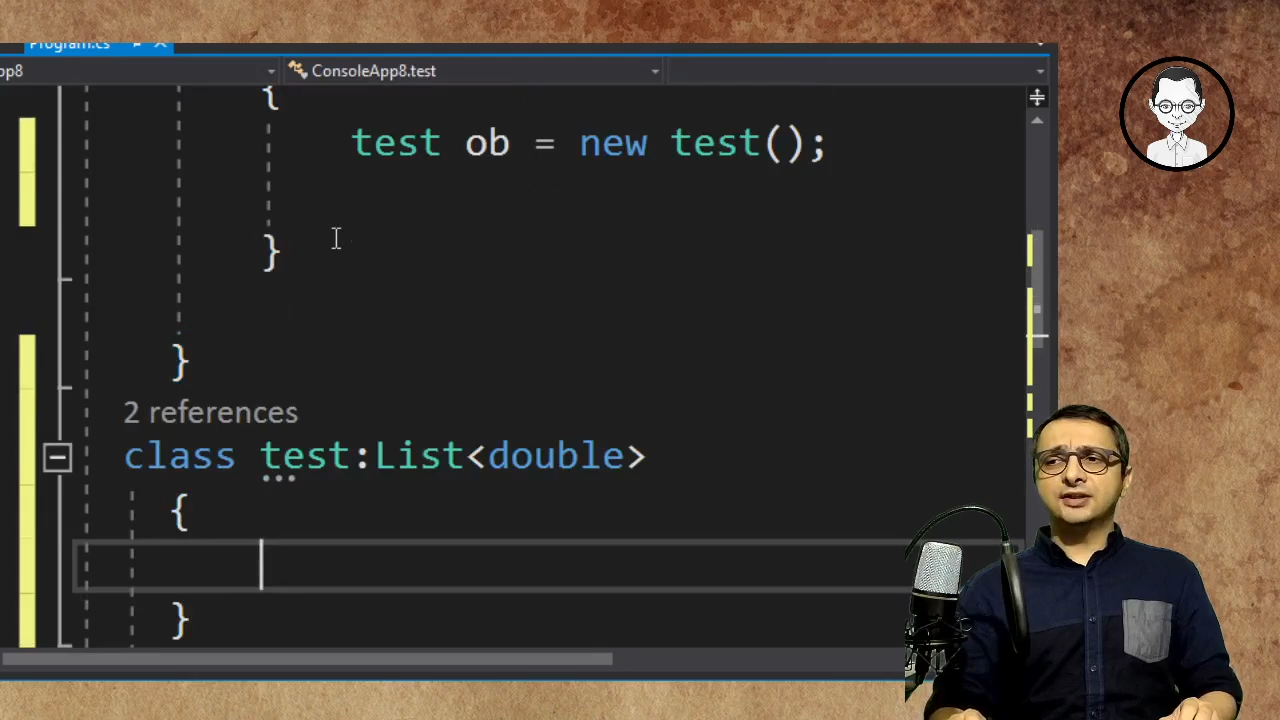 Program.cs
pp8 ConsoleApp8.test
{
test ob = new test();
}
}
2 references
class test:List<double>
{
}